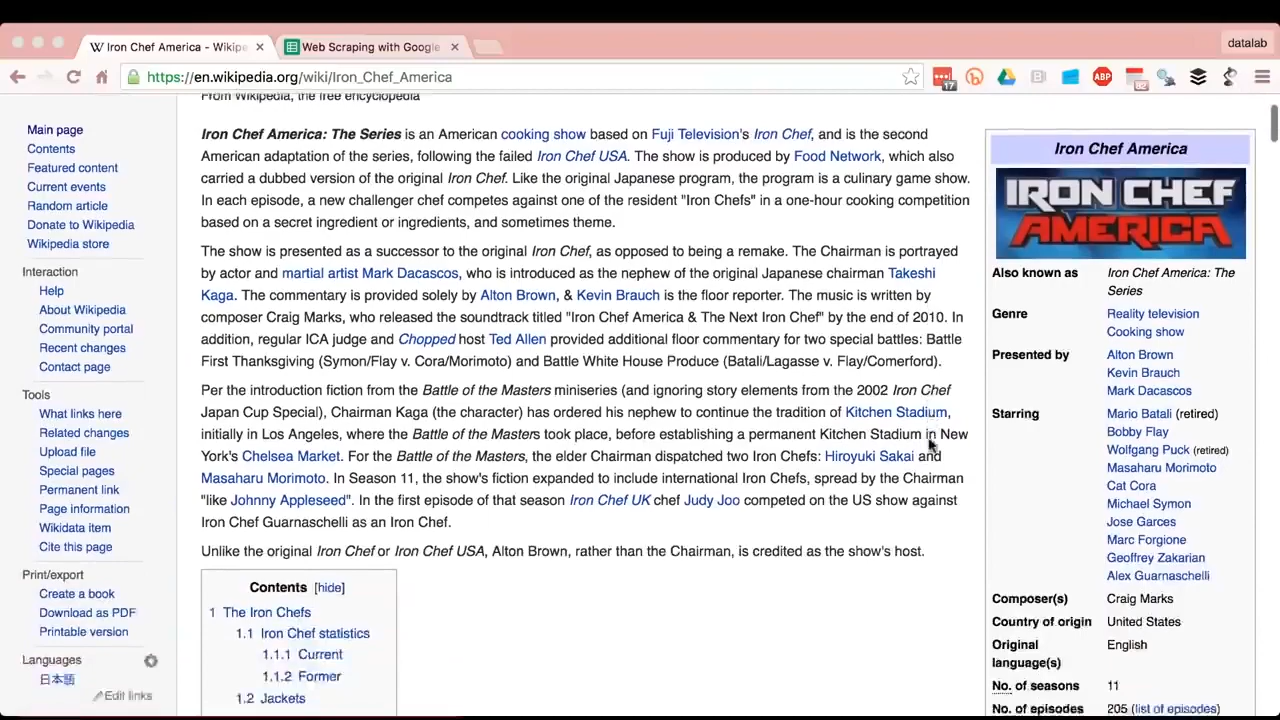 Iron Chef America - Wikipe
Web Scraping with Google
datalab
https://en.wikipedia.org/wiki/Iron_Chef_America
17
ABP
82
From Wikipedia, the free encyclopedia
Main page
Contents
Featured content
Current events
Random article
Donate to Wikipedia
Wikipedia store
Interaction
Help
About Wikipedia
Community portal
Recent changes
Contact page
Tools
What links here
Related changes
Upload file
Special pages
Permanent link
Page information
Wikidata item
Cite this page
Print/export
Create a book
Download as PDF
Printable version
Languages
日本語
Edit links
Iron Chef America: The Series is an American cooking show based on Fuji Television's Iron Chef, and is the second
American adaptation of the series, following the failed Iron Chef USA. The show is produced by Food Network, which also
carried a dubbed version of the original Iron Chef. Like the original Japanese program, the program is a culinary game show.
In each episode, a new challenger chef competes against one of the resident "Iron Chefs" in a one-hour cooking competition
based on a secret ingredient or ingredients, and sometimes theme.
The show is presented as a successor to the original Iron Chef, as opposed to being a remake. The Chairman is portrayed
by actor and martial artist Mark Dacascos, who is introduced as the nephew of the original Japanese chairman Takeshi
Kaga. The commentary is provided solely by Alton Brown, & Kevin Brauch is the floor reporter. The music is written by
composer Craig Marks, who released the soundtrack titled "Iron Chef America & The Next Iron Chef" by the end of 2010. In
addition, regular ICA judge and Chopped host Ted Allen provided additional floor commentary for two special battles: Battle
First Thanksgiving (Symon/Flay v. Cora/Morimoto) and Battle White House Produce (Batali/Lagasse v. Flay/Comerford).
Per the introduction fiction from the Battle of the Masters miniseries (and ignoring story elements from the 2002 Iron Chef
Japan Cup Special), Chairman Kaga (the character) has ordered his nephew to continue the tradition of Kitchen Stadium,
initially in Los Angeles, where the Battle of the Masters took place, before establishing a permanent Kitchen Stadium in New
York's Chelsea Market. For the Battle of the Masters, the elder Chairman dispatched two Iron Chefs: Hiroyuki Sakai and
Masaharu Morimoto. In Season 11, the show's fiction expanded to include international Iron Chefs, spread by the Chairman
"like Johnny Appleseed". In the first episode of that season Iron Chef UK chef Judy Joo competed on the US show against
Iron Chef Guarnaschelli as an Iron Chef.
Unlike the original Iron Chef or Iron Chef USA, Alton Brown, rather than the Chairman, is credited as the show's host.
Contents [hide]
1 The Iron Chefs
1.1 Iron Chef statistics
1.1.1 Current
1.1.2 Former
1.2 Jackets
Iron Chef America
IRON CHEF
AMERICA
Also known as Iron Chef America: The
Series
Genre Reality television
Cooking show
Presented by Alton Brown
Kevin Brauch
Mark Dacascos
Starring Mario Batali (retired)
Bobby Flay
Wolfgang Puck (retired)
Masaharu Morimoto
Cat Cora
Michael Symon
Jose Garces
Marc Forgione
Geoffrey Zakarian
Alex Guarnaschelli
Composer(s) Craig Marks
Country of origin United States
Original English
language(s)
No. of seasons 11
No. of episodes 205 (list of episodes)